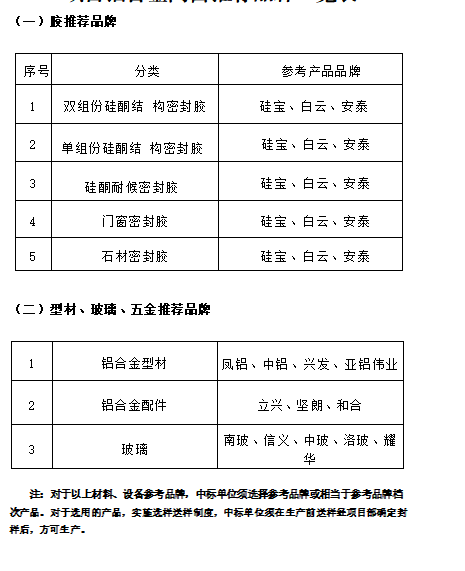 （一）胶推荐品牌
序号 分类 参考产品品牌
1 双组份硅酮结 构密封胶 硅宝、白云、安泰
2 单组份硅酮结 构密封胶 硅宝、白云、安泰
3 硅酮耐候密封胶 硅宝、白云、安泰
4 门窗密封胶 硅宝、白云、安泰
5 石材密封胶 硅宝、白云、安泰
（二）型材、玻璃、五金推荐品牌
1 铝合金型材 凤铝、中铝、兴发、亚铝伟业
2 铝合金配件 立兴、坚朗、和合
3 玻璃 南玻、信义、中玻、洛玻、耀
华
注：对于以上材料、设备参考品牌，中标单位须选择参考品牌或相当于参考品牌档
次产品。对于选用的产品，实施选样送样制度，中标单位须在生产前送样经项目部确定封
样后，方可生产。